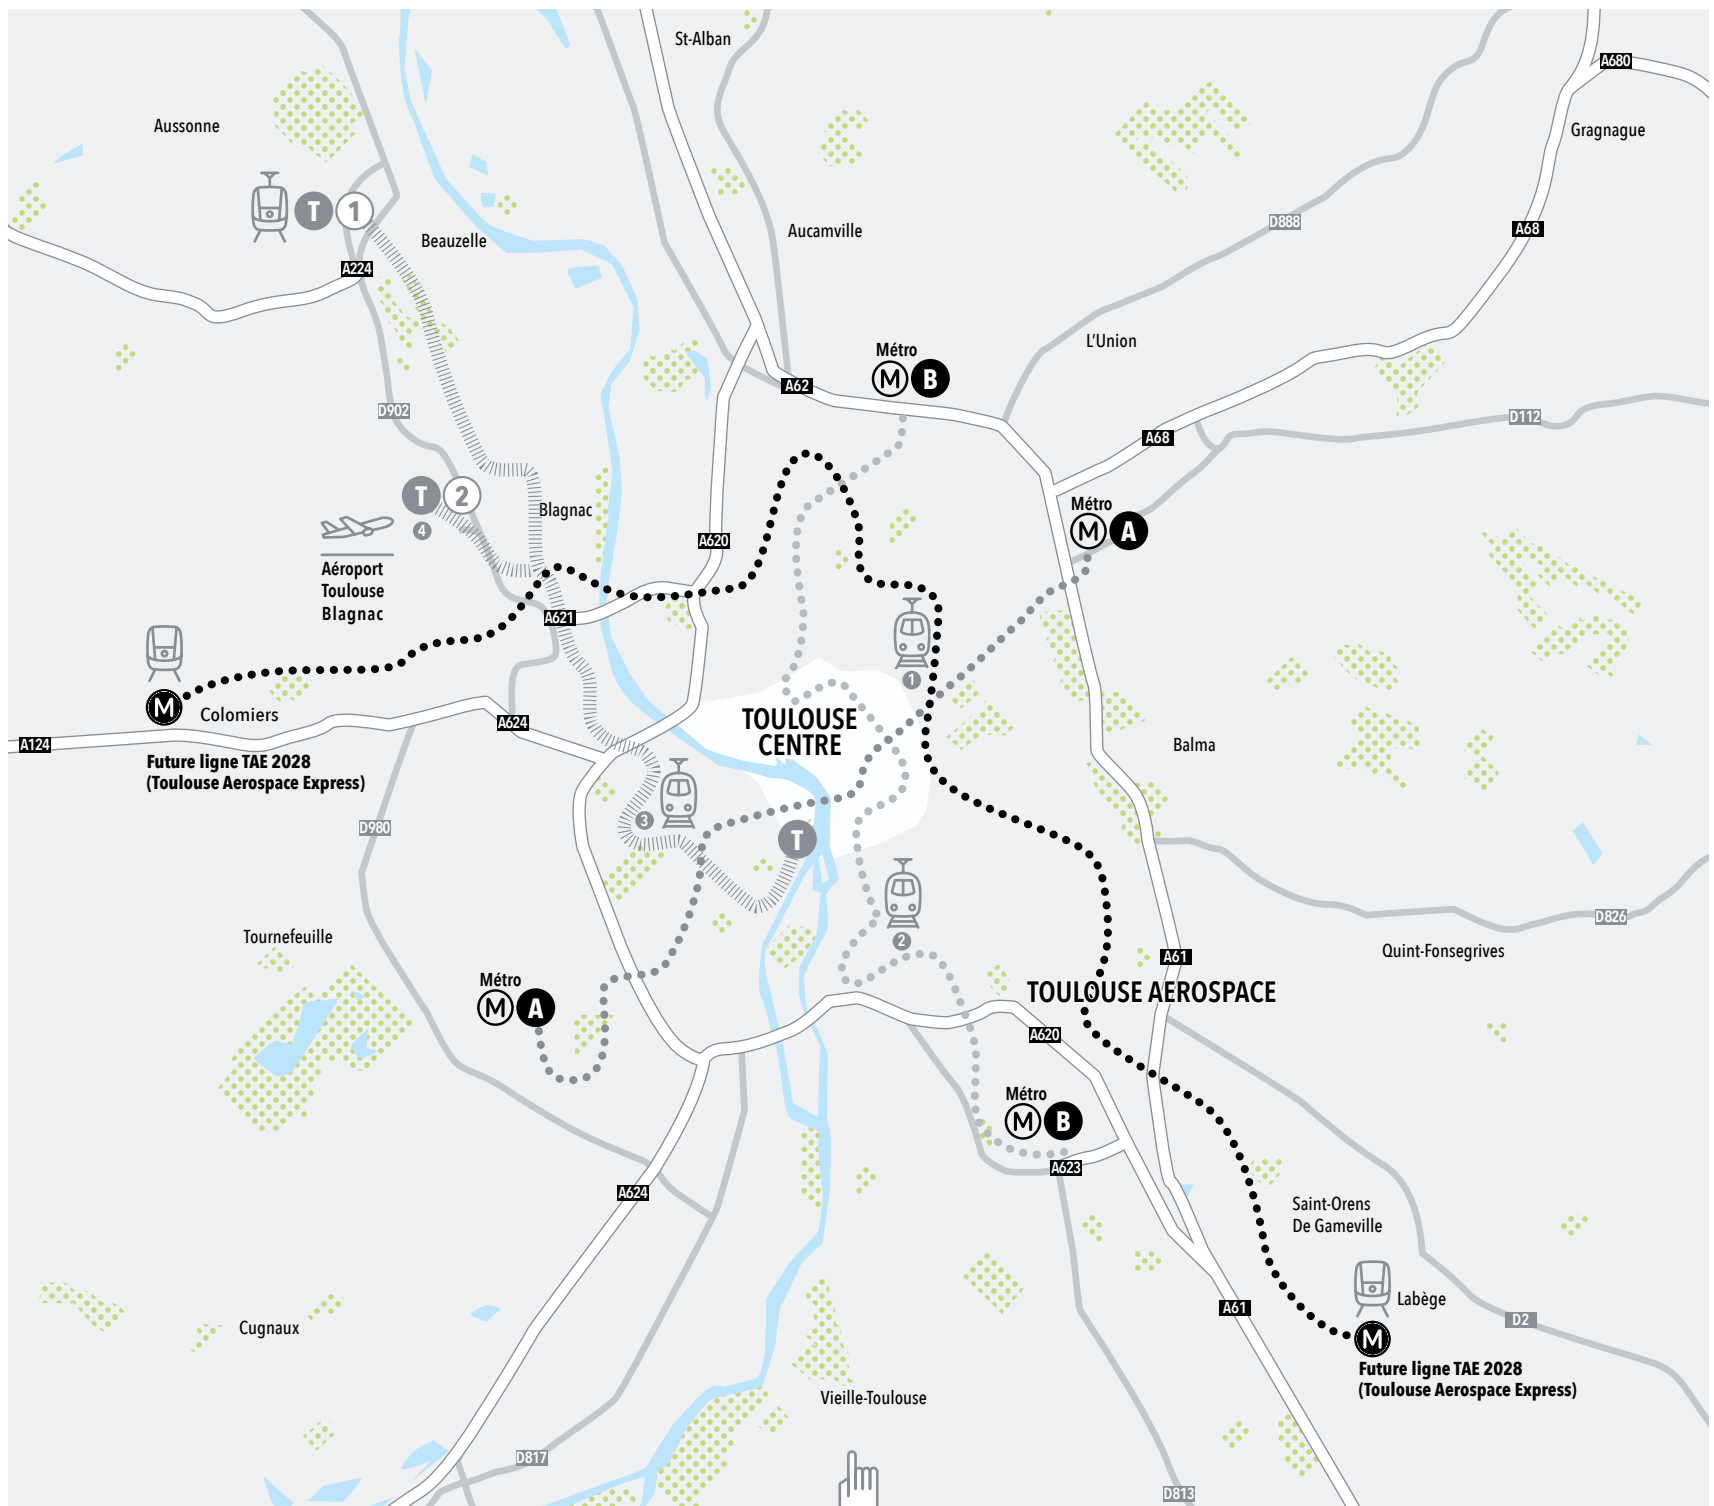 St-Alban
A680
Aussonne
Gragnague
T 1
Beauzelle
Aucamville
D888
A68
A224
L'Union
Métro
M B
A62
D902
D112
A68
T 2
4
Blagnac
Métro
M A
A620
Aéroport
Toulouse
Blagnac
A621
1
M
Colomiers
A624
TOULOUSE
CENTRE
A124
Balma
Future ligne TAE 2028
(Toulouse Aerospace Express)
3
D980
T
D826
Tournefeuille
2
Quint-Fonsegrives
A61
Métro
M A
TOULOUSE AEROSPACE
A620
Métro
M B
A623
A624
Saint-Orens
De Gameville
Labège
A61
D2
Cugnaux
M
Future ligne TAE 2028
(Toulouse Aerospace Express)
Vieille-Toulouse
D817
D813